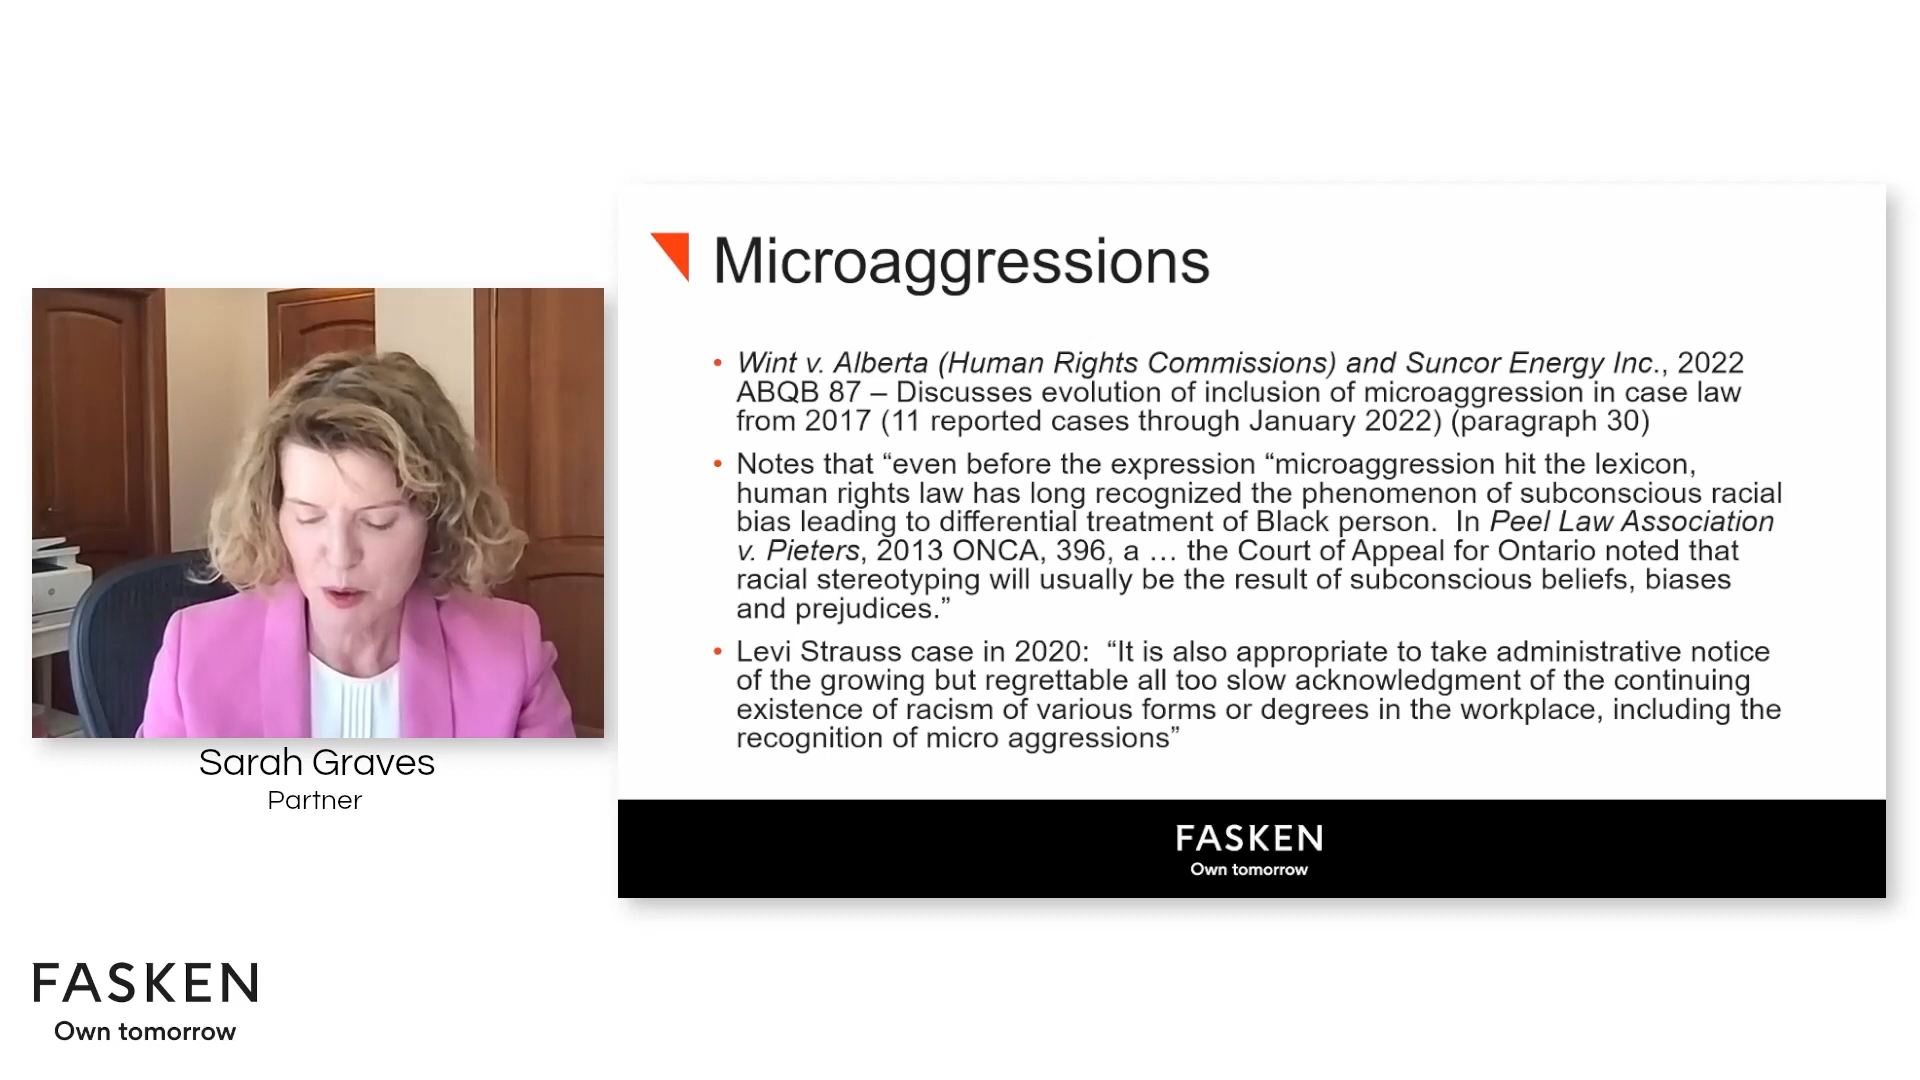 Microaggressions
• Wint v. Alberta (Human Rights Commissions) and Suncor Energy Inc., 2022
ABQB 87 – Discusses evolution of inclusion of microaggression in case law
from 2017 (11 reported cases through January 2022) (paragraph 30)
• Notes that “even before the expression “microaggression hit the lexicon,
human rights law has long recognized the phenomenon of subconscious racial
bias leading to differential treatment of Black person.  In Peel Law Association
v. Pieters, 2013 ONCA, 396, a … the Court of Appeal for Ontario noted that
racial stereotyping will usually be the result of subconscious beliefs, biases
and prejudices.”
• Levi Strauss case in 2020:  “It is also appropriate to take administrative notice
of the growing but regrettable all too slow acknowledgment of the continuing
existence of racism of various forms or degrees in the workplace, including the
recognition of micro aggressions”
FASKEN
Own tomorrow
Sarah Graves
Partner
FASKEN
Own tomorrow